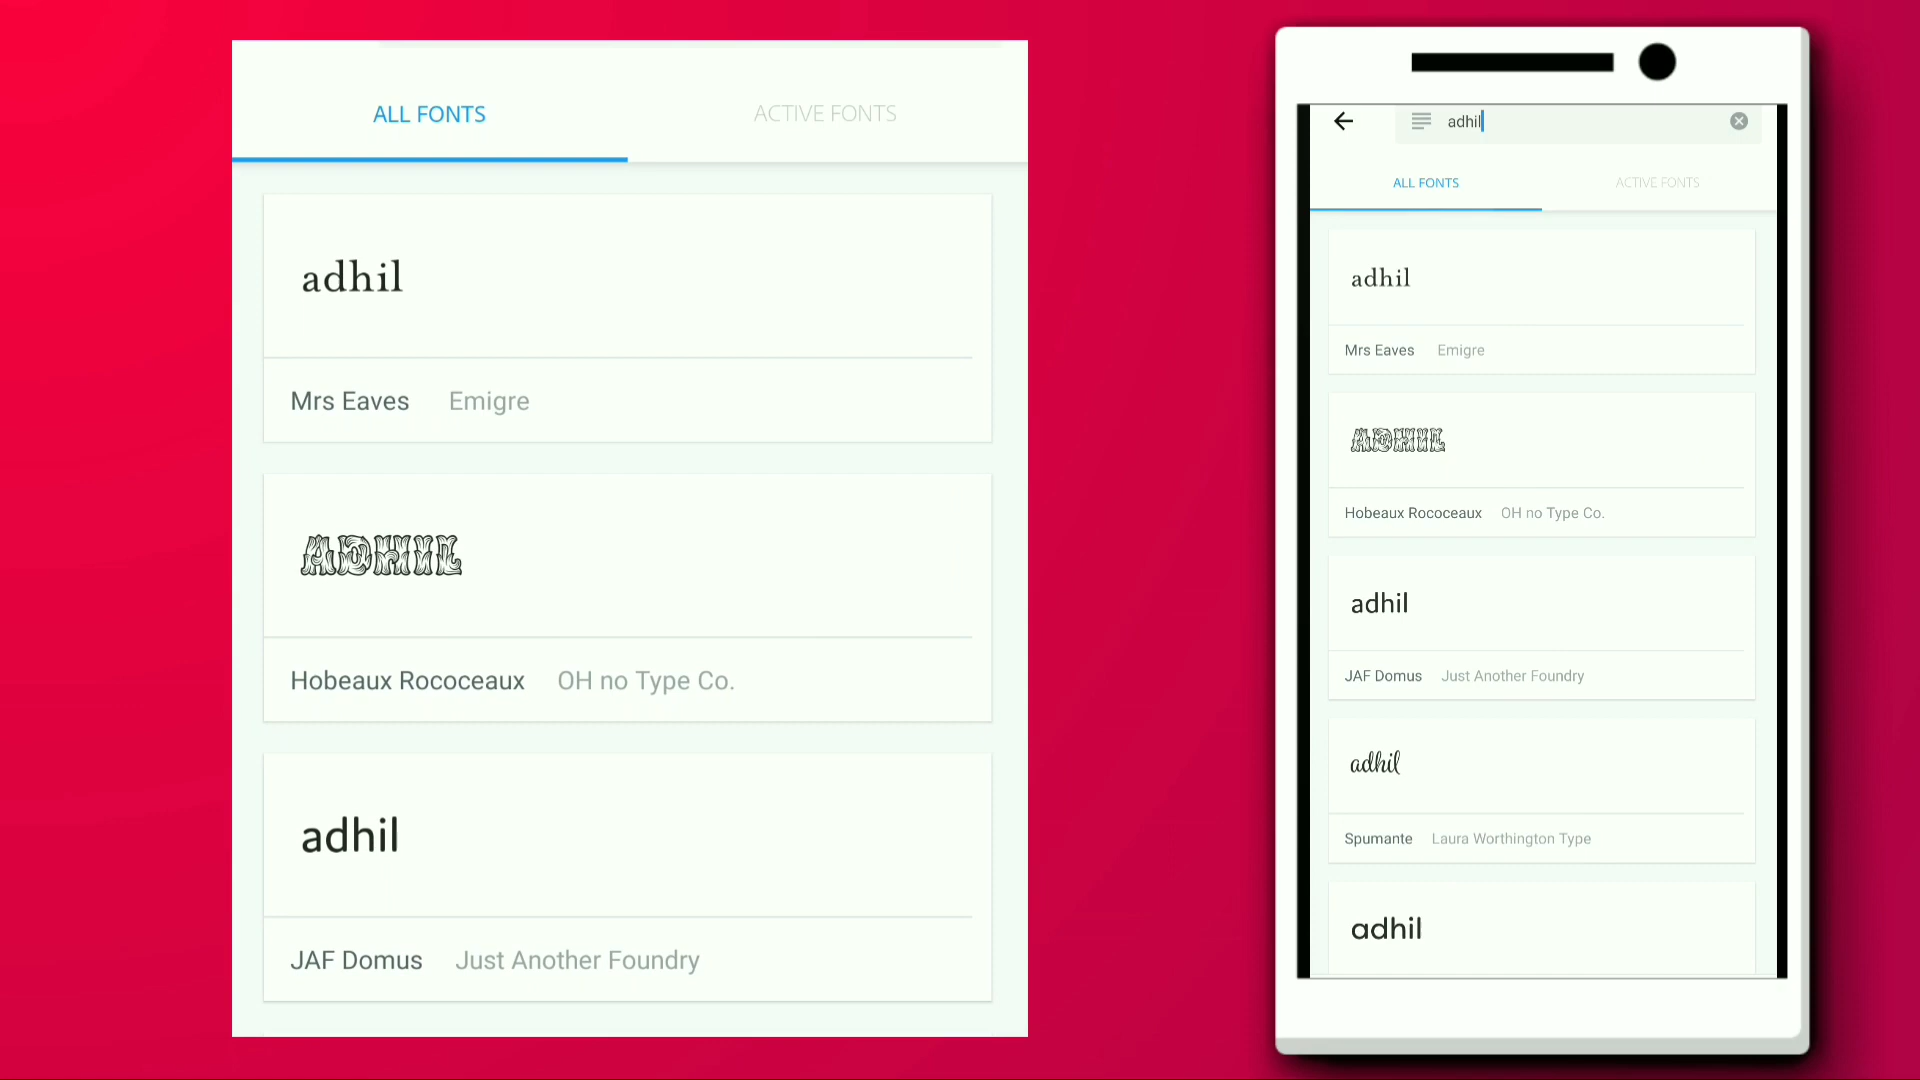 ALL FONTS ACTIVE FONTS
adhil
Mrs Eaves Emigre
ADHIL
Hobeaux Rococeaux OH no Type Co.
adhil
JAF Domus Just Another Foundry
adhil
ALL FONTS ACTIVE FONTS
adhil
Mrs Eaves Emigre
ADHIL
Hobeaux Rococeaux OH no Type Co.
adhil
JAF Domus Just Another Foundry
adhil
Spumante Laura Worthington Type
adhil